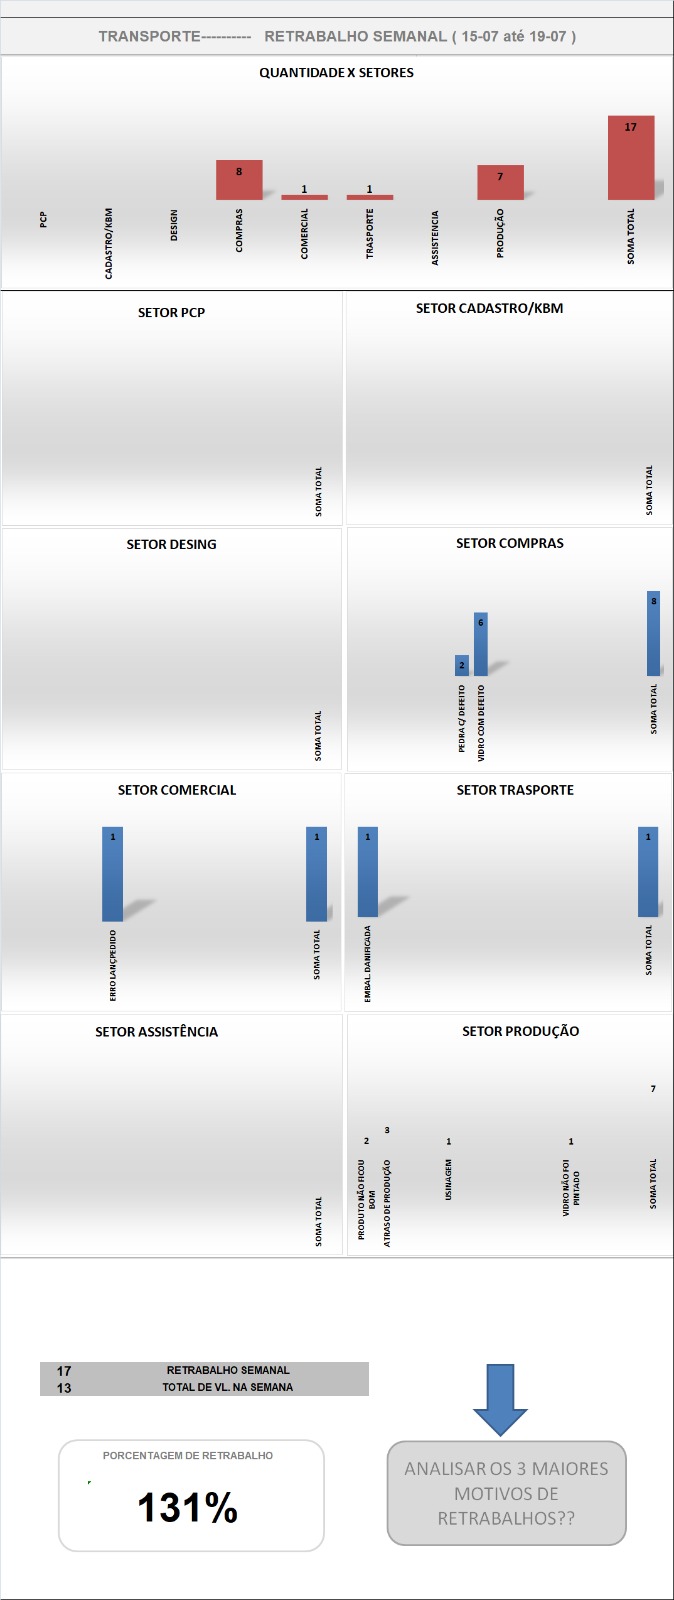 TRANSPORTE---------- RETRABALHO SEMANAL ( 15-07 até 19-07 )
QUANTIDADE X SETORES
8
1
1
7
17
PCP
CADASTRO/KBM
DESIGN
COMPRAS
COMERCIAL
TRASPORTE
ASSISTENCIA
PRODUÇÃO
SOMA TOTAL
SETOR PCP
SOMA TOTAL
SETOR CADASTRO/KBM
SOMA TOTAL
SETOR DESING
SOMA TOTAL
SETOR COMPRAS
2
6
8
PEDRA C/ DEFEITO
VIDRO COM DEFEITO
SOMA TOTAL
SETOR COMERCIAL
1
1
ERRO LANÇPEDIDO
SOMA TOTAL
SETOR TRASPORTE
1
1
EMBAL. DANIFICADA
SOMA TOTAL
SETOR ASSISTÊNCIA
SOMA TOTAL
SETOR PRODUÇÃO
2
3
1
1
7
PRODUTO NÃO FICOU
BOM
ATRASO DE PRODUÇÃO
USINAGEM
VIDRO NÃO FOI
PINTADO
SOMA TOTAL
17 RETRABALHO SEMANAL
13 TOTAL DE VL. NA SEMANA
PORCENTAGEM DE RETRABALHO
131%
ANALISAR OS 3 MAIORES
MOTIVOS DE
RETRABALHOS??